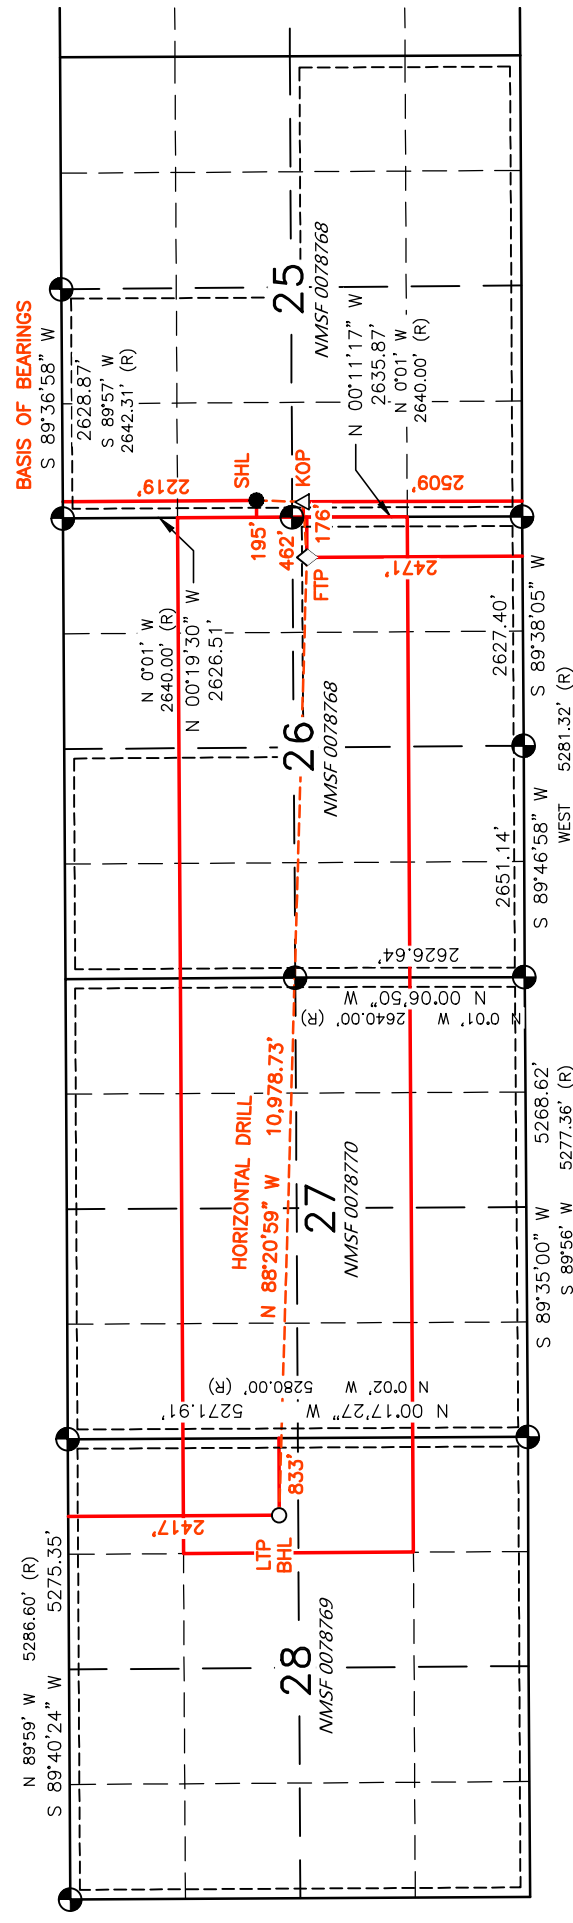 BASIS OF BEARINGS
S 89°36'58" W
2628.87'
S 89°57' W
2642.31' (R)
25
NMSF 0078768
N 00°11'17" W
2635.87'
N 0°01' W
2640.00' (R)
2219'
SHL
195'
KOP
2509'
462'
176'
FTP
2471'
N 0°01' W
2640.00' (R)
N 00°19'30" W
2626.51'
26
NMSF 0078768
2627.40'
S 89°38'05" W
2651.14'
S 89°46'58" W
WEST 5281.32' (R)
2626.64'
N 00°06'50" W
N 0°01' W 2640.00' (R)
HORIZONTAL DRILL
N 88°20'59" W 10,978.73'
27
NMSF 0078770
5268.62'
S 89°35'00" W
S 89°56' W 5277.36' (R)
N 0°02' W 5280.00' (R)
N 00°17'27" W 5271.91'
833'
2417'
LTP
BHL
28
NMSF 0078769
N 89°59' W 5286.60' (R)
S 89°40'24" W 5275.35'